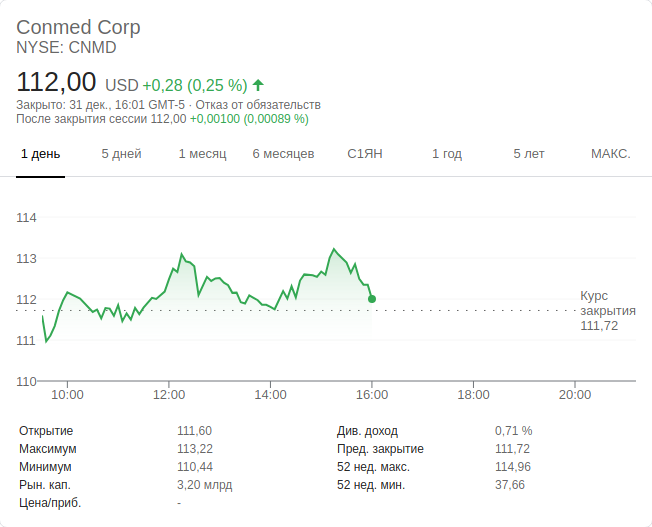 Conmed Corp
NYSE: CNMD
112,00 USD +0,28 (0,25 %)
Закрыто: 31 дек., 16:01 GMT-5 · Отказ от обязательств
После закрытия сессии 112,00 +0,00100 (0,00089 %)
1 день 5 дней 1 месяц 6 месяцев С1ЯН 1 год 5 лет МАКС.
114
113
112
111
110
Курс
закрытия
111,72
10:00 12:00 14:00 16:00 18:00 20:00
Открытие 111,60 Див. доход 0,71 %
Максимум 113,22 Пред. закрытие 111,72
Минимум 110,44 52 нед. макс. 114,96
Рын. кап. 3,20 млрд 52 нед. мин. 37,66
Цена/приб. -